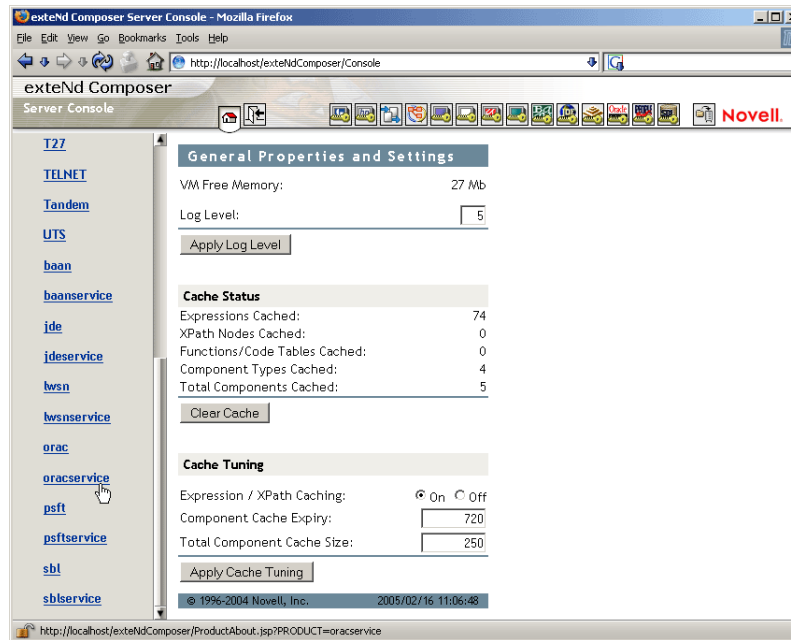 exteNd Composer Server Console - Mozilla Firefox
File Edit View Go Bookmarks Tools Help
http://localhost/exteNdComposer/Console
exteNd Composer
Server Console
Novell.
T27
TELNET
Tandem
UTS
baan
baanservice
jde
jdeservice
lwsn
lwsnservice
orac
oracservice
psft
psftservice
sbl
sblservice
General Properties and Settings
VM Free Memory: 27 Mb
Log Level: 5
Apply Log Level
Cache Status
Expressions Cached: 74
XPath Nodes Cached: 0
Functions/Code Tables Cached: 0
Component Types Cached: 4
Total Components Cached: 5
Clear Cache
Cache Tuning
Expression / XPath Caching: On Off
Component Cache Expiry: 720
Total Component Cache Size: 250
Apply Cache Tuning
© 1996-2004 Novell, Inc. 2005/02/16 11:06:48
http://localhost/exteNdComposer/ProductAbout.jsp?PRODUCT=oracservice